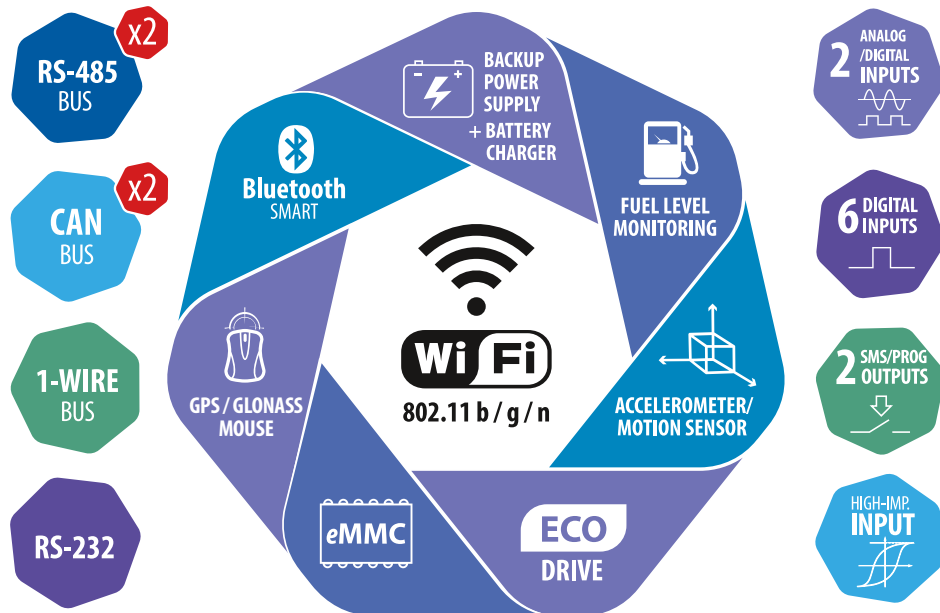 x2
RS-485
BUS
x2
CAN
BUS
1-WIRE
BUS
RS-232
BACKUP
POWER
SUPPLY
+ BATTERY
CHARGER
Bluetooth
SMART
FUEL LEVEL
MONITORING
Wi Fi
802.11 b / g / n
GPS / GLONASS
MOUSE
ACCELEROMETER/
MOTION SENSOR
eMMC
ECO
DRIVE
2 ANALOG
/DIGITAL
INPUTS
6 DIGITAL
INPUTS
2 SMS/PROG
OUTPUTS
HIGH-IMP.
INPUT